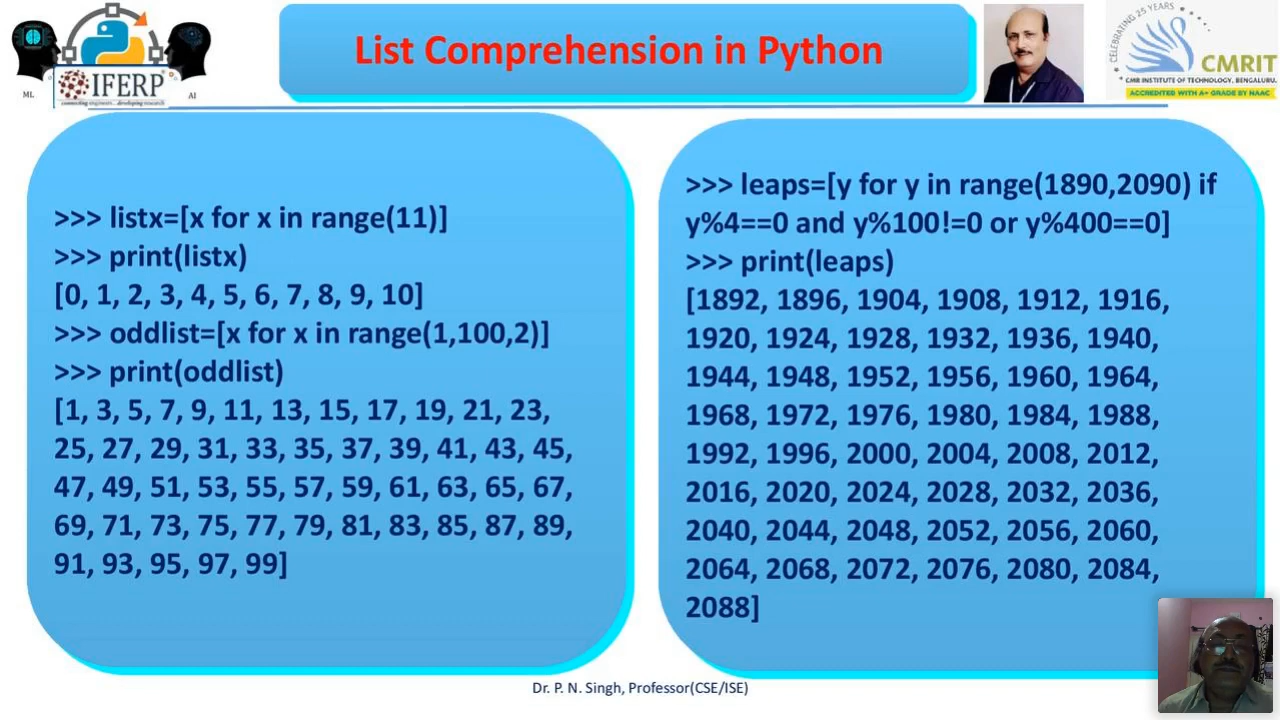 ML
IFERP
connecting engineers... developing research
AI
List Comprehension in Python
CELEBRATING 25 YEARS
CMRIT
CMR INSTITUTE OF TECHNOLOGY, BENGALURU.
ACCREDITED WITH A+ GRADE BY NAAC
>>> listx=[x for x in range(11)]
>>> print(listx)
[0, 1, 2, 3, 4, 5, 6, 7, 8, 9, 10]
>>> oddlist=[x for x in range(1,100,2)]
>>> print(oddlist)
[1, 3, 5, 7, 9, 11, 13, 15, 17, 19, 21, 23,
25, 27, 29, 31, 33, 35, 37, 39, 41, 43, 45,
47, 49, 51, 53, 55, 57, 59, 61, 63, 65, 67,
69, 71, 73, 75, 77, 79, 81, 83, 85, 87, 89,
91, 93, 95, 97, 99]
>>> leaps=[y for y in range(1890,2090) if
y%4==0 and y%100!=0 or y%400==0]
>>> print(leaps)
[1892, 1896, 1904, 1908, 1912, 1916,
1920, 1924, 1928, 1932, 1936, 1940,
1944, 1948, 1952, 1956, 1960, 1964,
1968, 1972, 1976, 1980, 1984, 1988,
1992, 1996, 2000, 2004, 2008, 2012,
2016, 2020, 2024, 2028, 2032, 2036,
2040, 2044, 2048, 2052, 2056, 2060,
2064, 2068, 2072, 2076, 2080, 2084,
2088]
Dr. P. N. Singh, Professor(CSE/ISE)